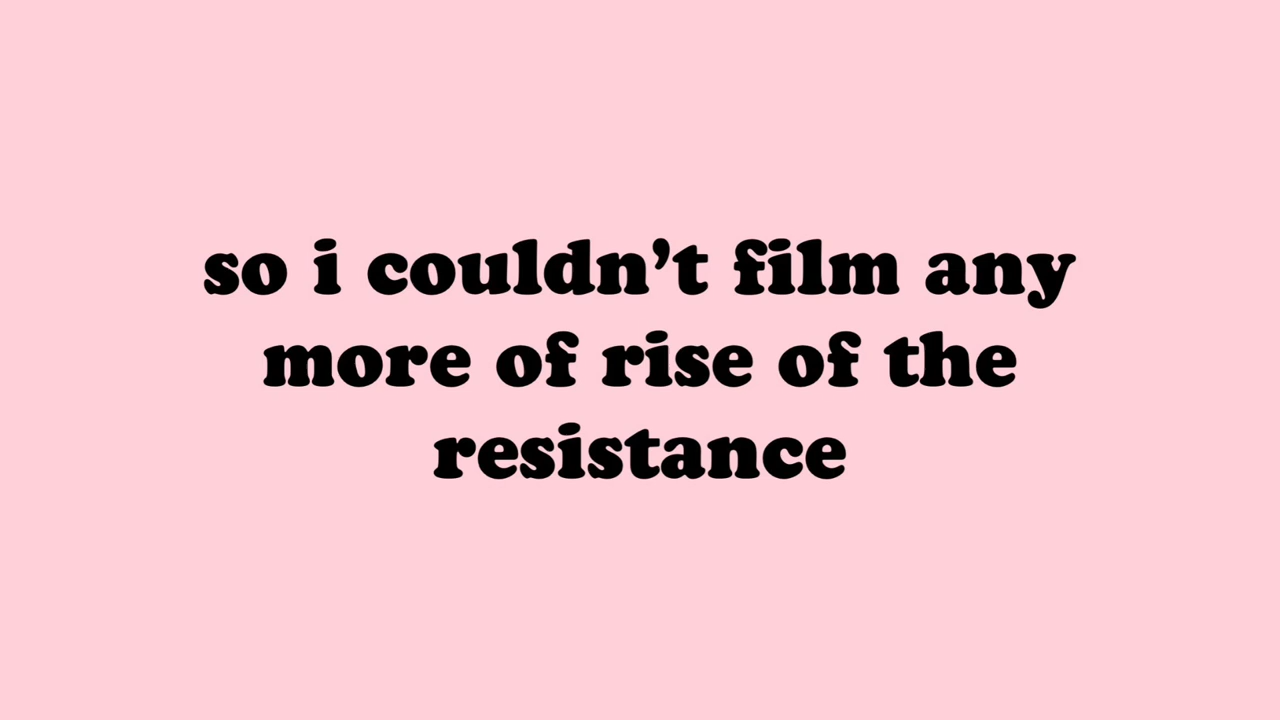 so i couldn’t film any
more of rise of the
resistance